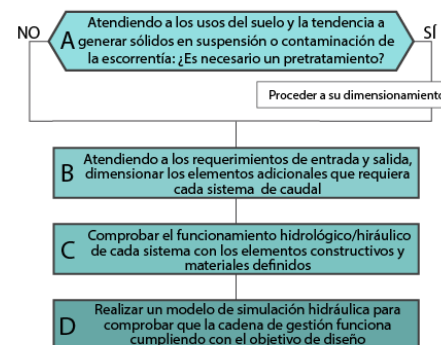 NO
A
Atendiendo a los usos del suelo y la tendencia a
generar sólidos en suspensión o contaminación de
la escorrentía: ¿Es necesario un pretratamiento?
SÍ
Proceder a su dimensionamiento
B
Atendiendo a los requerimientos de entrada y salida,
dimensionar los elementos adicionales que requiera
cada sistema de caudal
C
Comprobar el funcionamiento hidrológico/hiráulico
de cada sistema con los elementos constructivos y
materiales definidos
D
Realizar un modelo de simulación hidráulica para
comprobar que la cadena de gestión funciona
cumpliendo con el objetivo de diseño